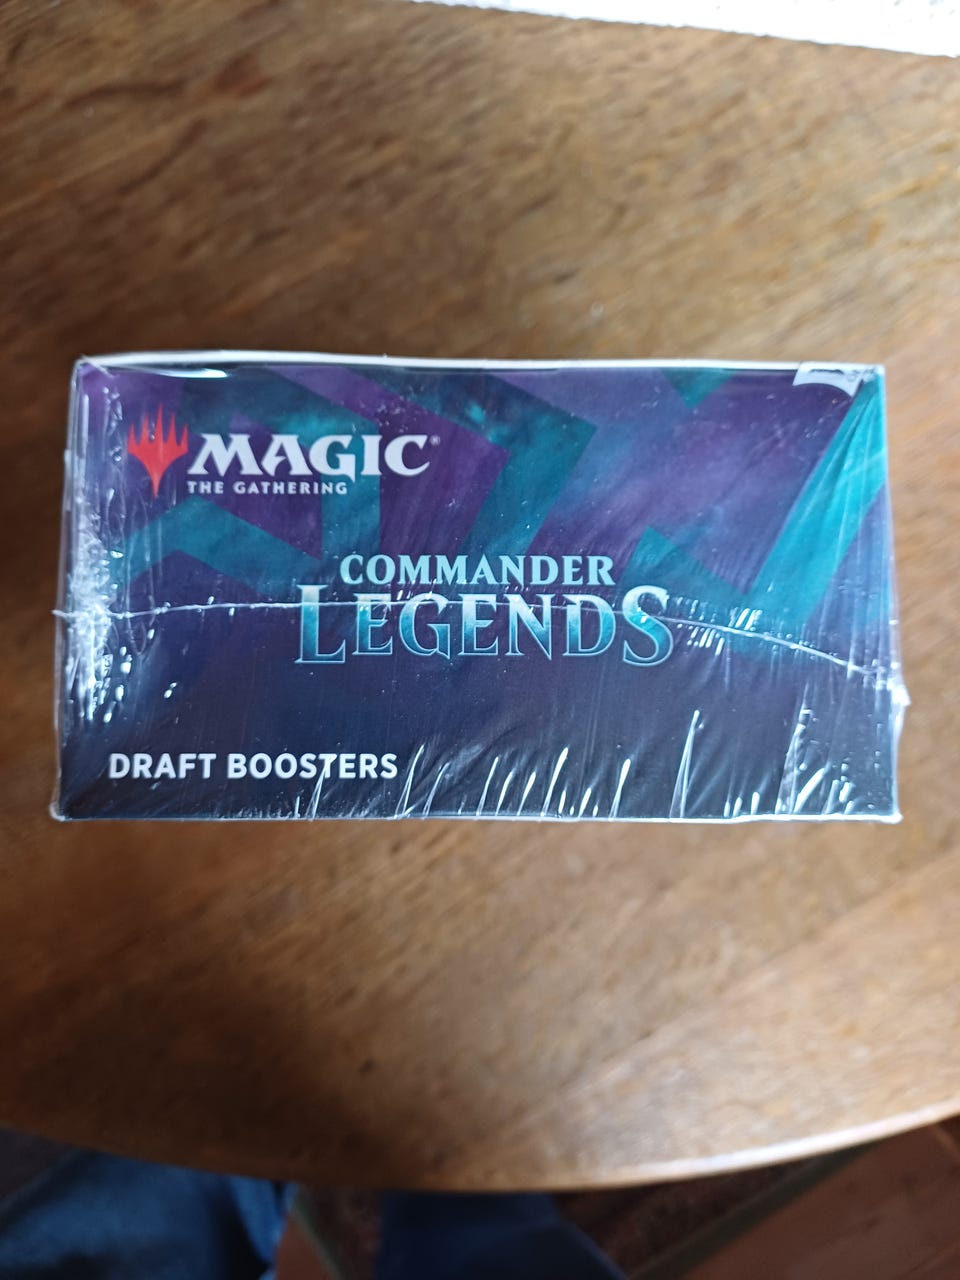 MAGIC®
THE GATHERING
COMMANDER
LEGENDS
DRAFT BOOSTERS